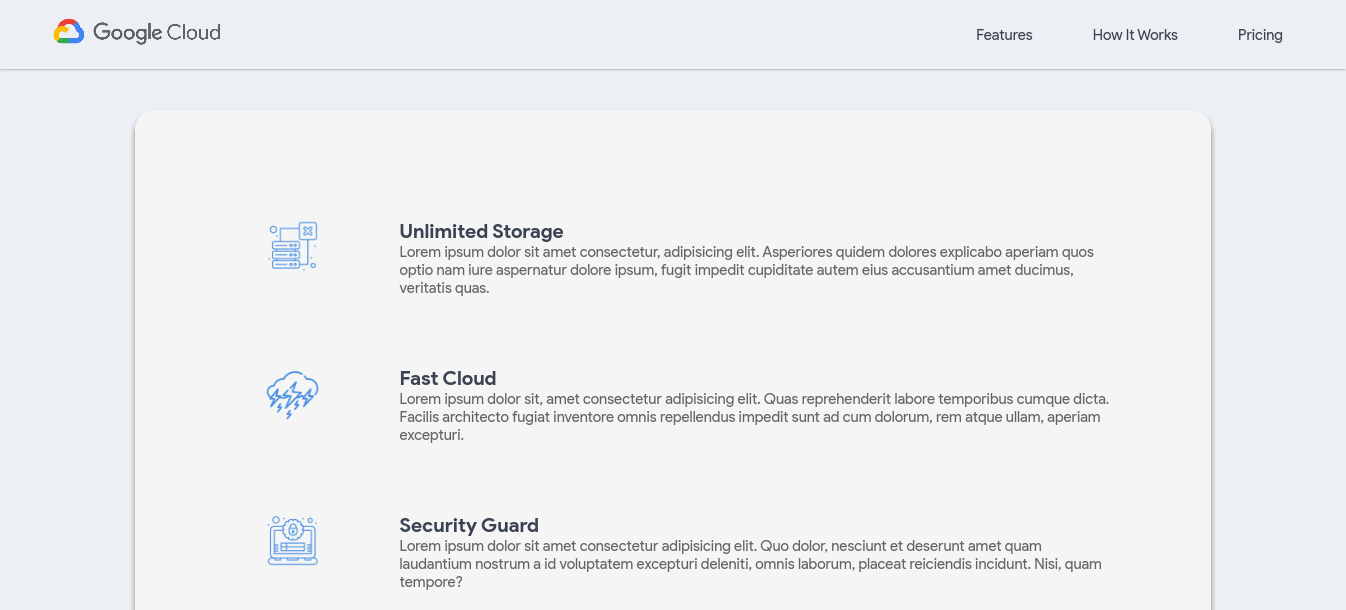 Google Cloud
Features
How It Works
Pricing
Unlimited Storage
Lorem ipsum dolor sit amet consectetur, adipisicing elit. Asperiores quidem dolores explicabo aperiam quos
optio nam iure aspernatur dolore ipsum, fugit impedit cupiditate autem eius accusantium amet ducimus,
veritatis quas.
Fast Cloud
Lorem ipsum dolor sit, amet consectetur adipisicing elit. Quas reprehenderit labore temporibus cumque dicta.
Facilis architecto fugiat inventore omnis repellendus impedit sunt ad cum dolorum, rem atque ullam, aperiam
excepturi.
Security Guard
Lorem ipsum dolor sit amet consectetur adipisicing elit. Quo dolor, nesciunt et deserunt amet quam
laudantium nostrum a id voluptatem excepturi deleniti, omnis laborum, placeat reiciendis incidunt. Nisi, quam
tempore?